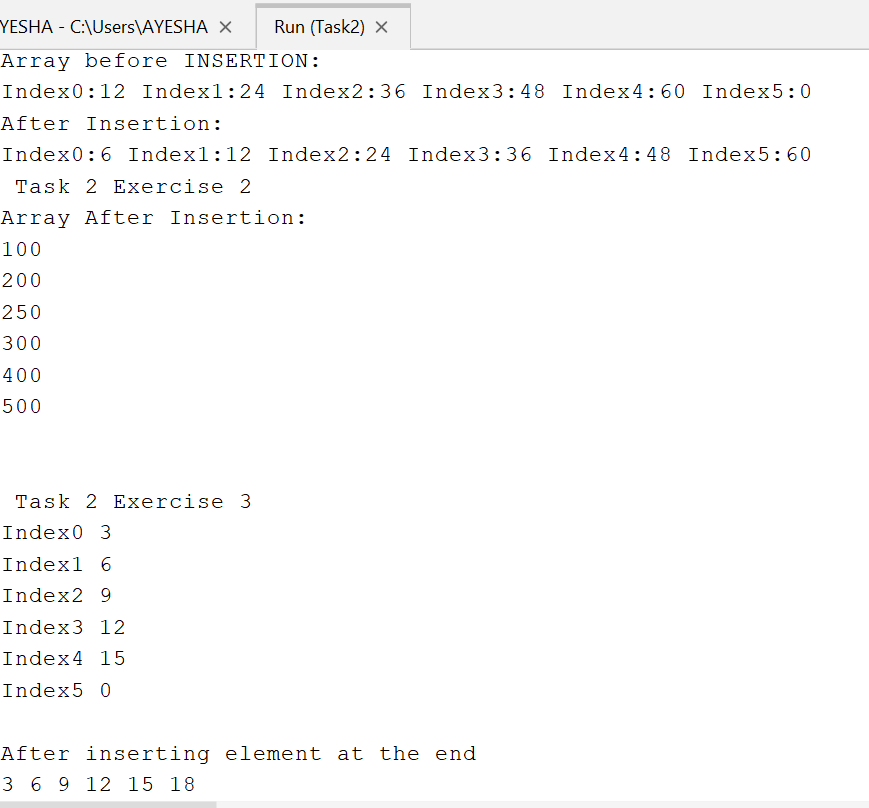 YESHA - C:\Users\AYESHA × Run (Task2) ×
Array before INSERTION:
Index0:12 Index1:24 Index2:36 Index3:48 Index4:60 Index5:0
After Insertion:
Index0:6 Index1:12 Index2:24 Index3:36 Index4:48 Index5:60
Task 2 Exercise 2
Array After Insertion:
100
200
250
300
400
500
Task 2 Exercise 3
Index0 3
Index1 6
Index2 9
Index3 12
Index4 15
Index5 0
After inserting element at the end
3 6 9 12 15 18